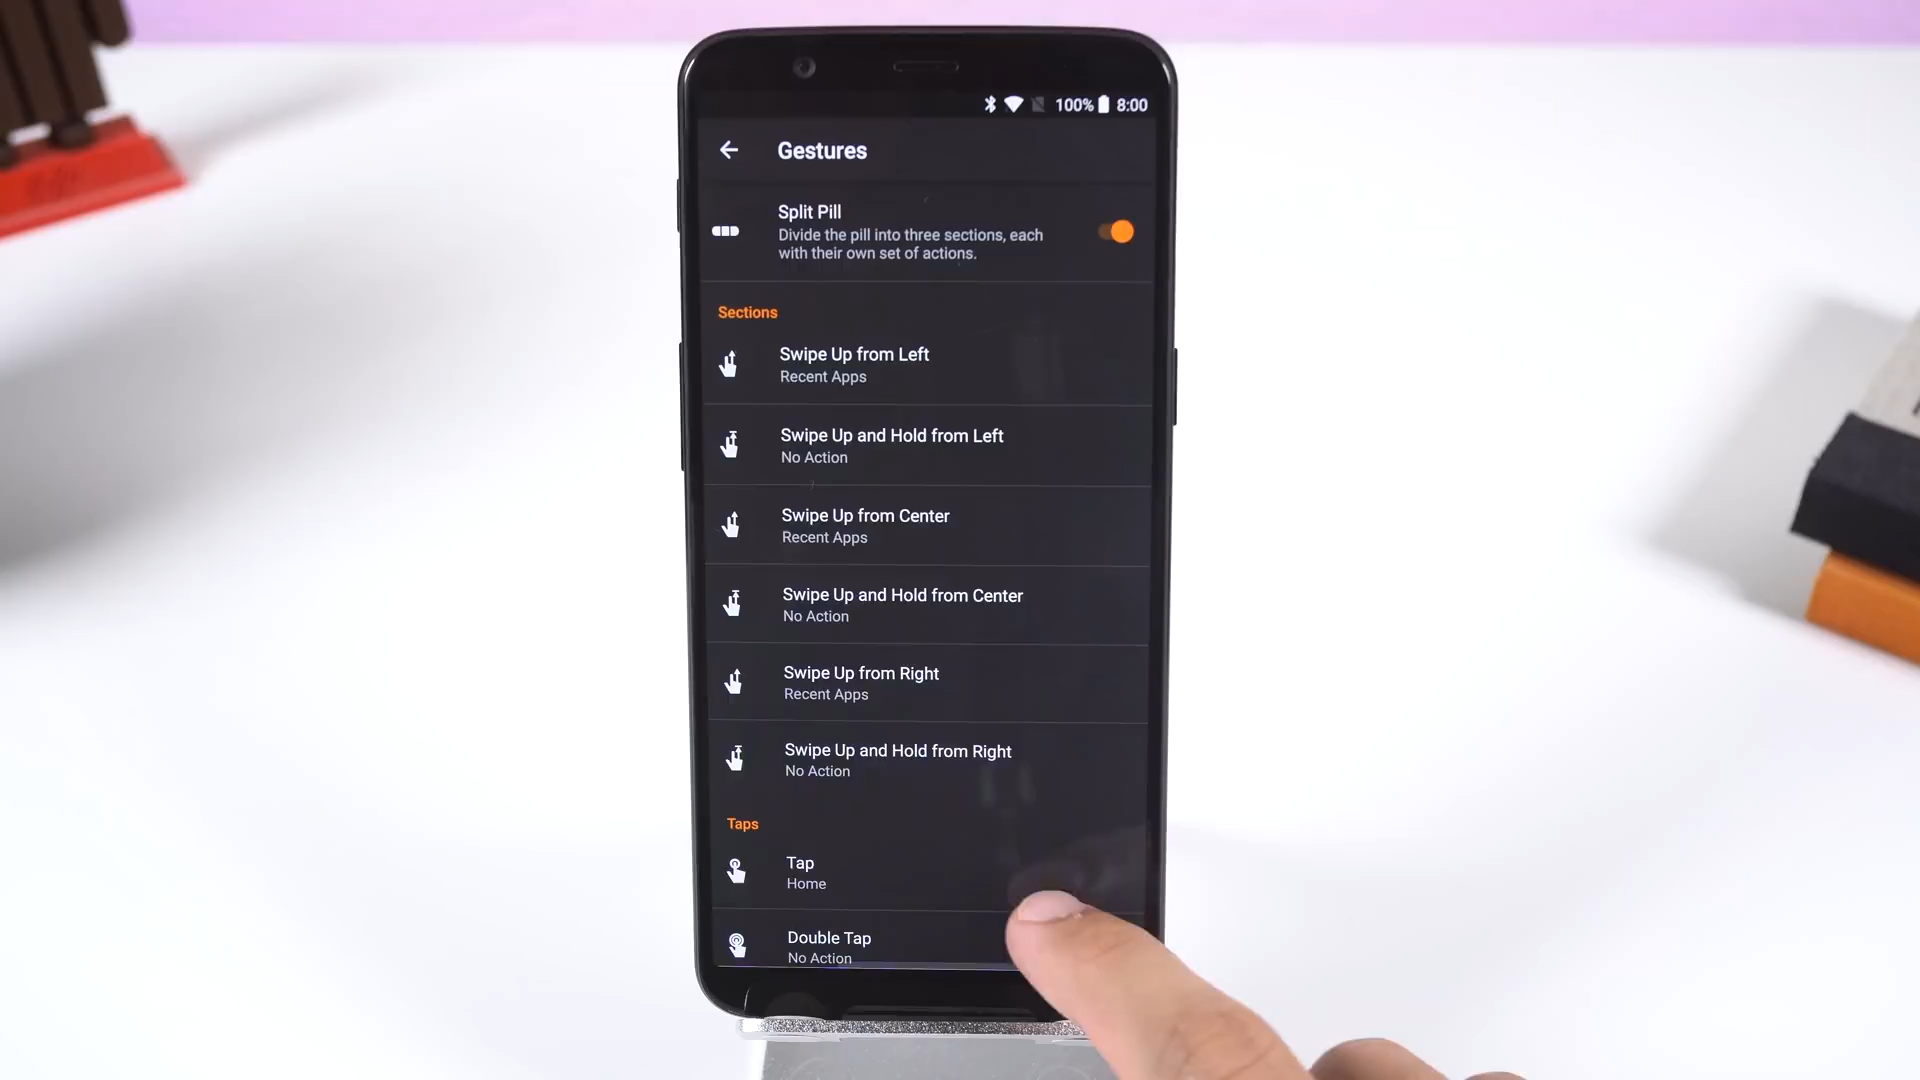 100% 8:00
Gestures
Split Pill
Divide the pill into three sections, each
with their own set of actions.
Sections
Swipe Up from Left
Recent Apps
Swipe Up and Hold from Left
No Action
Swipe Up from Center
Recent Apps
Swipe Up and Hold from Center
No Action
Swipe Up from Right
Recent Apps
Swipe Up and Hold from Right
No Action
Taps
Tap
Home
Double Tap
No Action